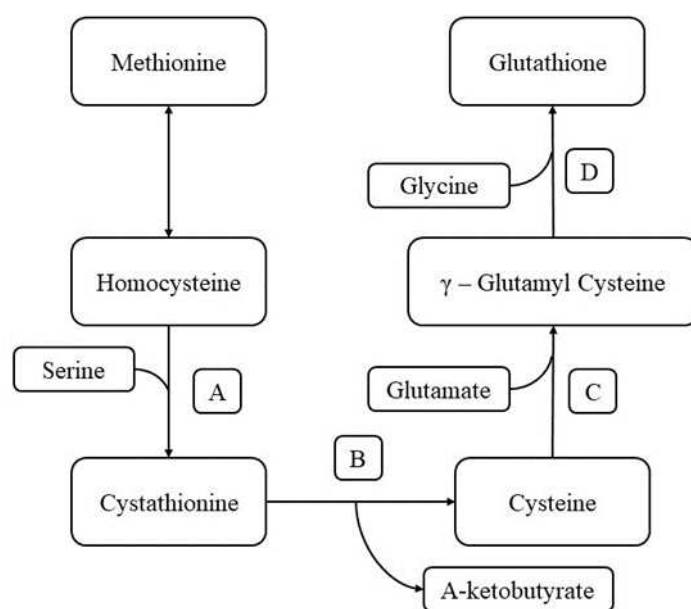 Methionine
Glutathione
Glycine
D
Homocysteine
γ – Glutamyl Cysteine
Serine
A
Glutamate
C
B
Cystathionine
Cysteine
A-ketobutyrate